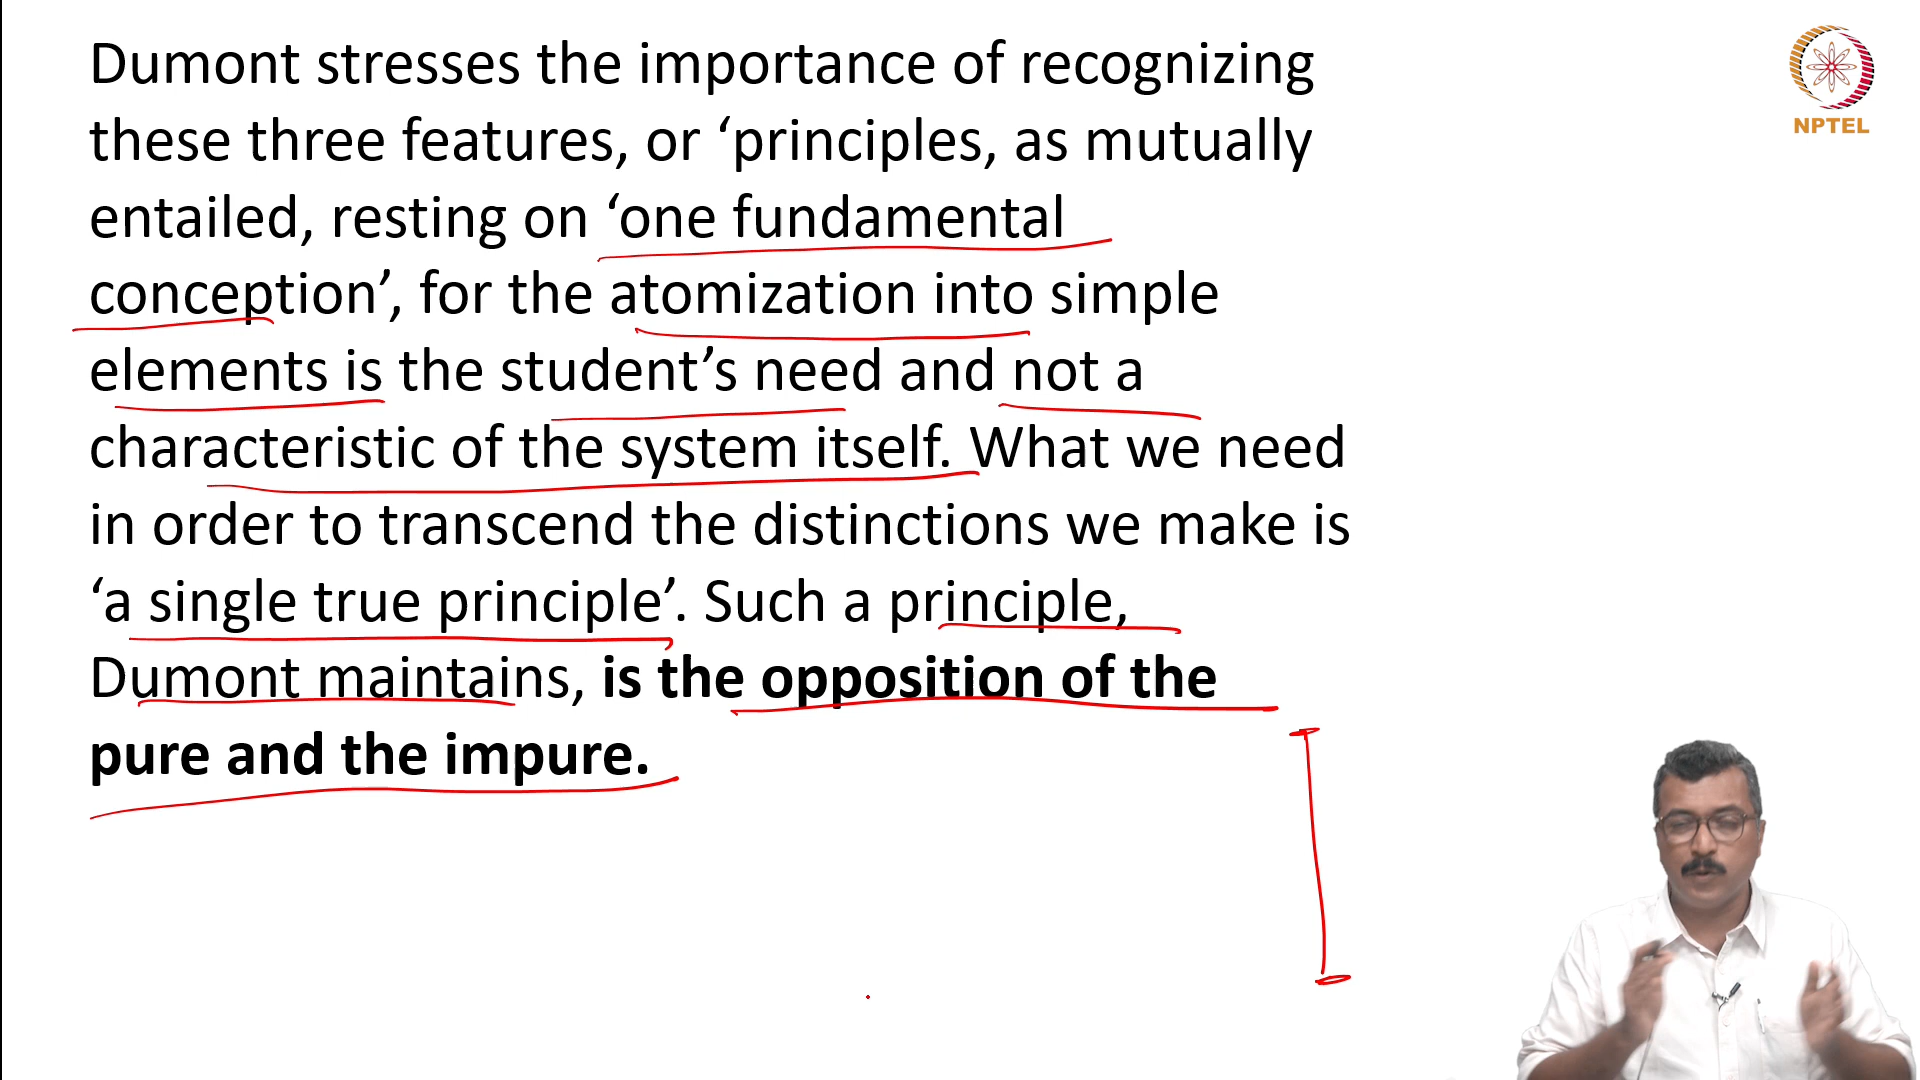 Dumont stresses the importance of recognizing
these three features, or ‘principles, as mutually
entailed, resting on ‘one fundamental
conception’, for the atomization into simple
elements is the student’s need and not a
characteristic of the system itself. What we need
in order to transcend the distinctions we make is
‘a single true principle’. Such a principle,
Dumont maintains, is the opposition of the
pure and the impure.
NPTEL